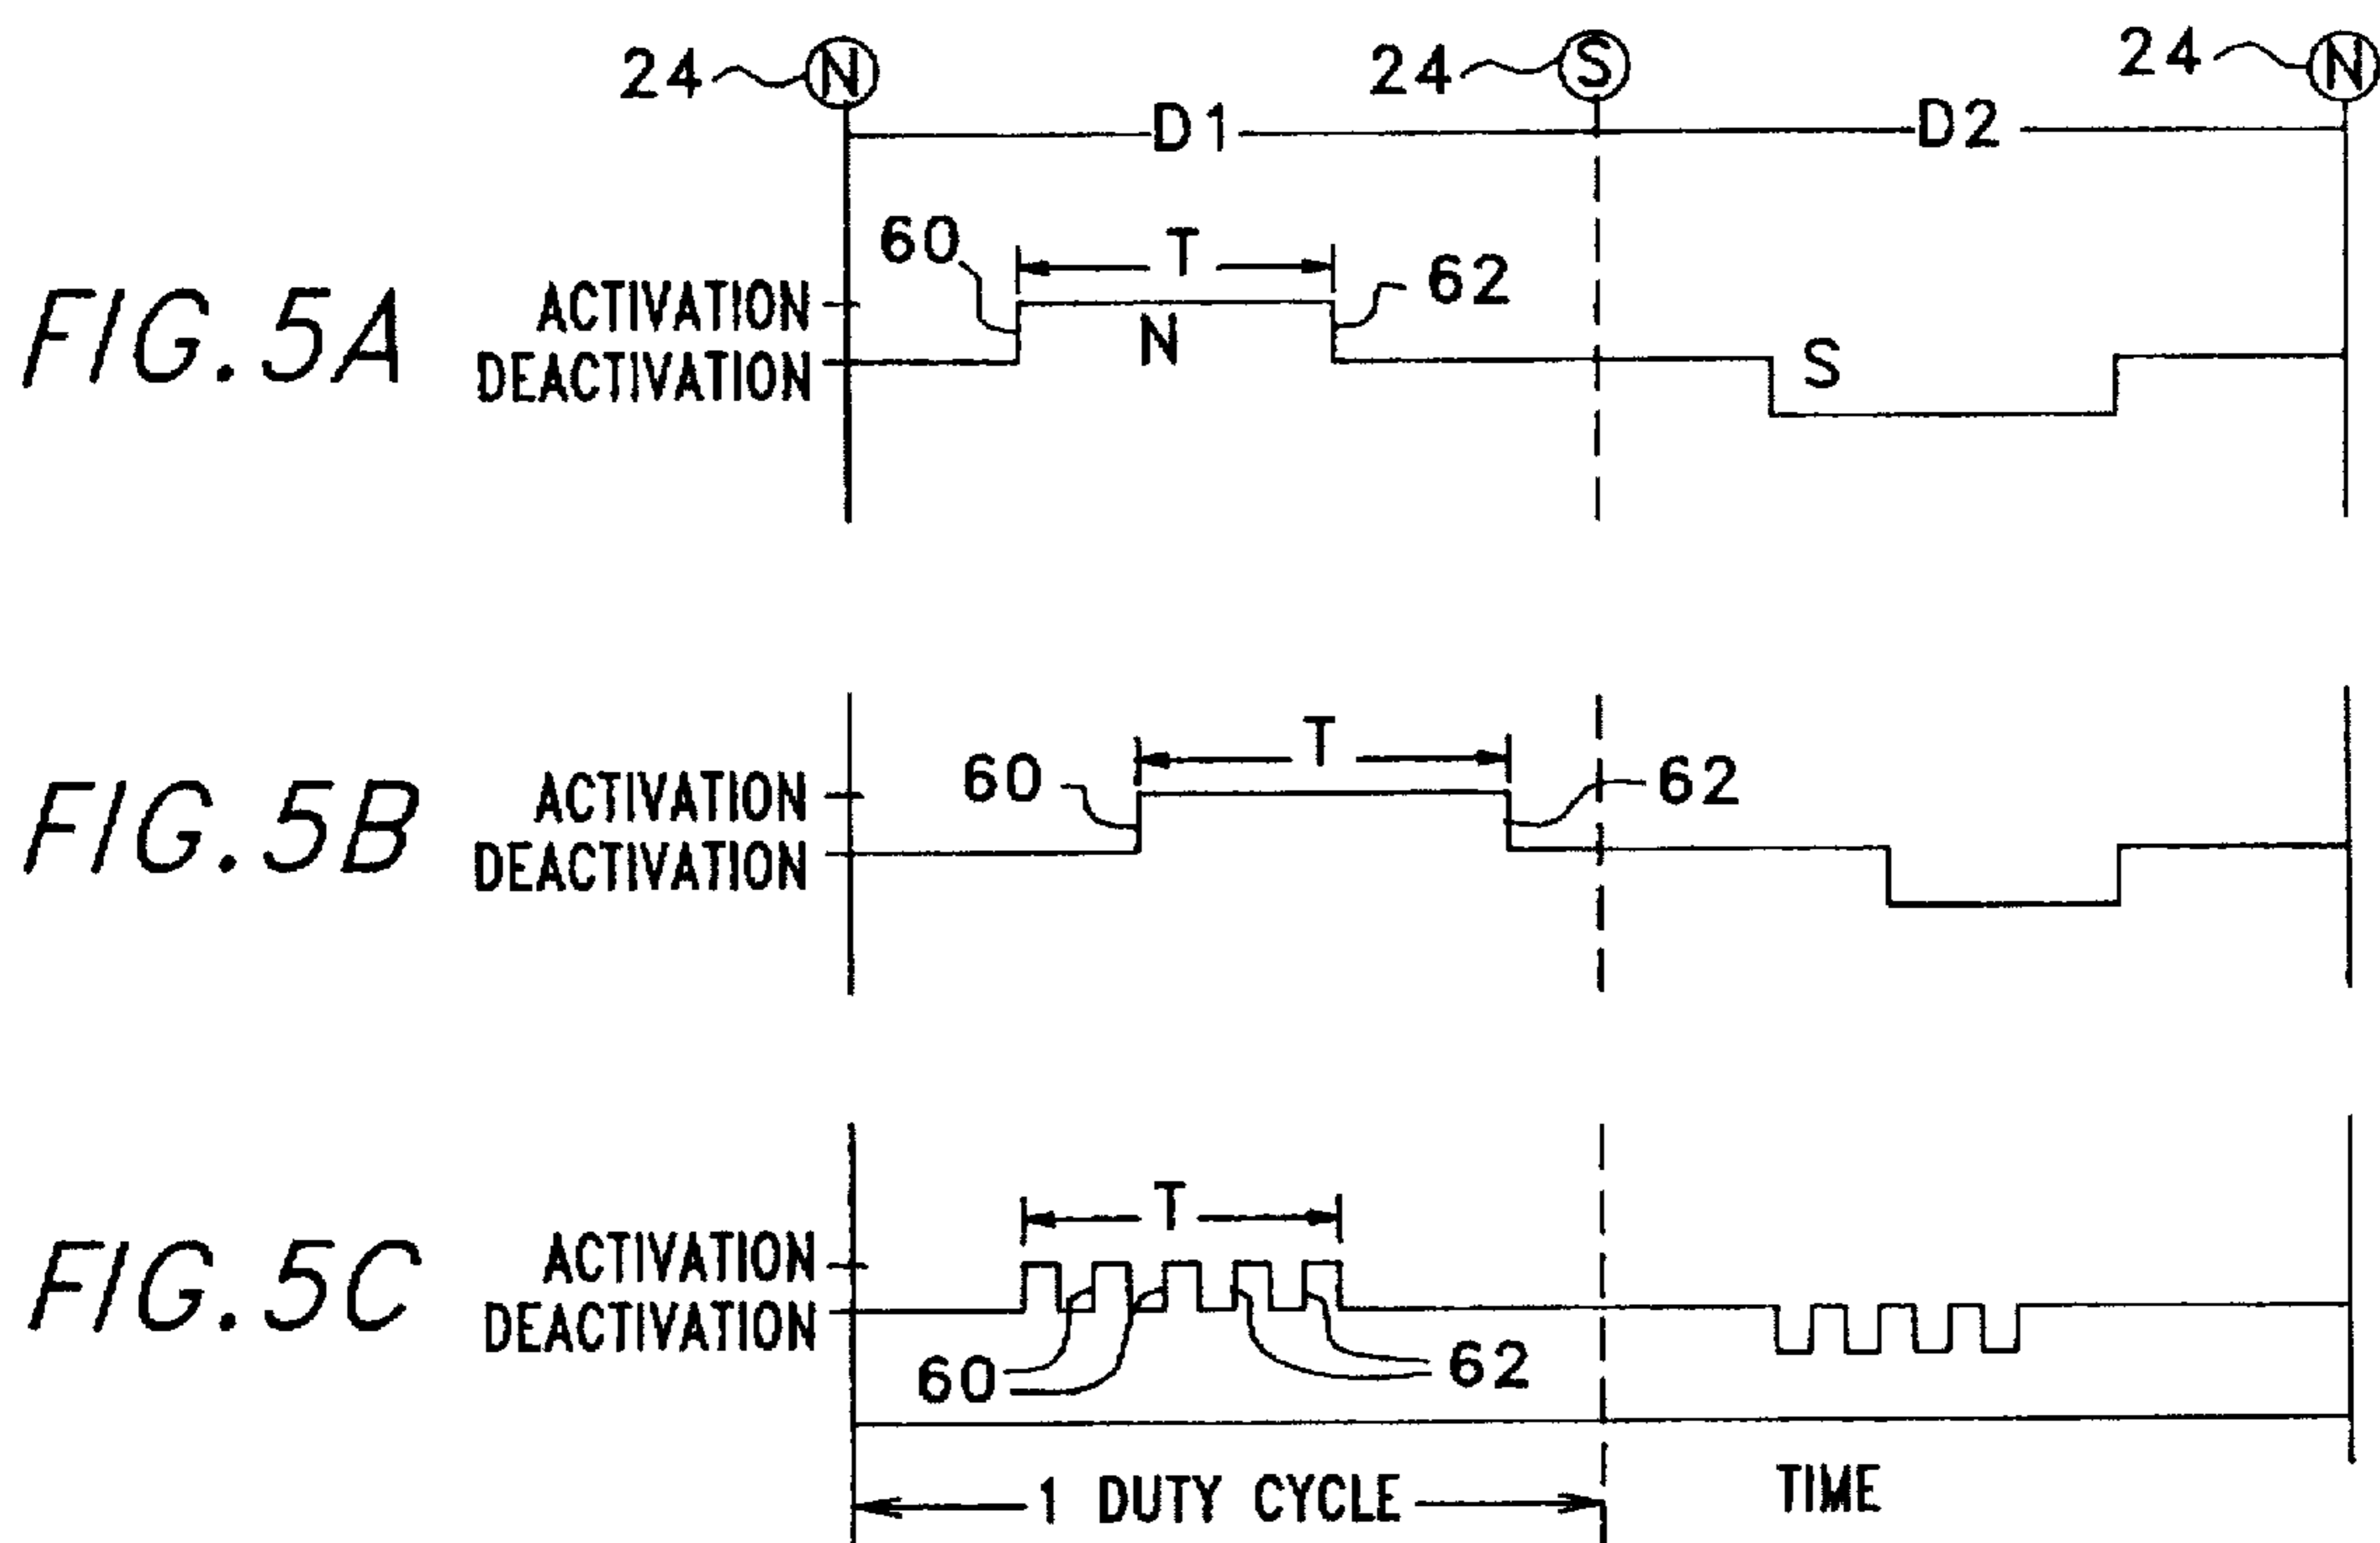 24 N 24 S 24 N
D1 D2
60 T 62
FIG.5A ACTIVATION
N S
DEACTIVATION
T
60 62
FIG.5B ACTIVATION
DEACTIVATION
T
FIG.5C ACTIVATION
DEACTIVATION
60 62
1 DUTY CYCLE TIME